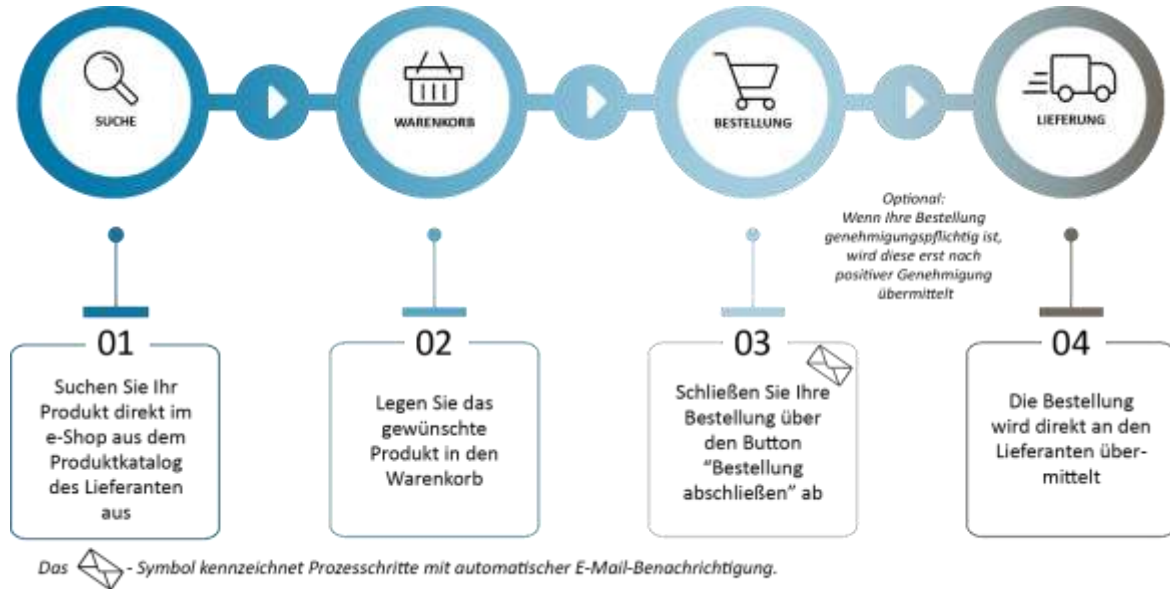 SUCHE
WARENKORB
BESTELLUNG
LIEFERUNG
Optional:
Wenn Ihre Bestellung
genehmigungspflichtig ist,
wird diese erst nach
positiver Genehmigung
übermittelt
01
Suchen Sie Ihr
Produkt direkt im
e-Shop aus dem
Produktkatalog
des Lieferanten
aus
02
Legen Sie das
gewünschte
Produkt in den
Warenkorb
03
Schließen Sie Ihre
Bestellung über
den Button
“Bestellung
abschließen” ab
04
Die Bestellung
wird direkt an den
Lieferanten über-
mittelt
Das - Symbol kennzeichnet Prozesschritte mit automatischer E-Mail-Benachrichtigung.